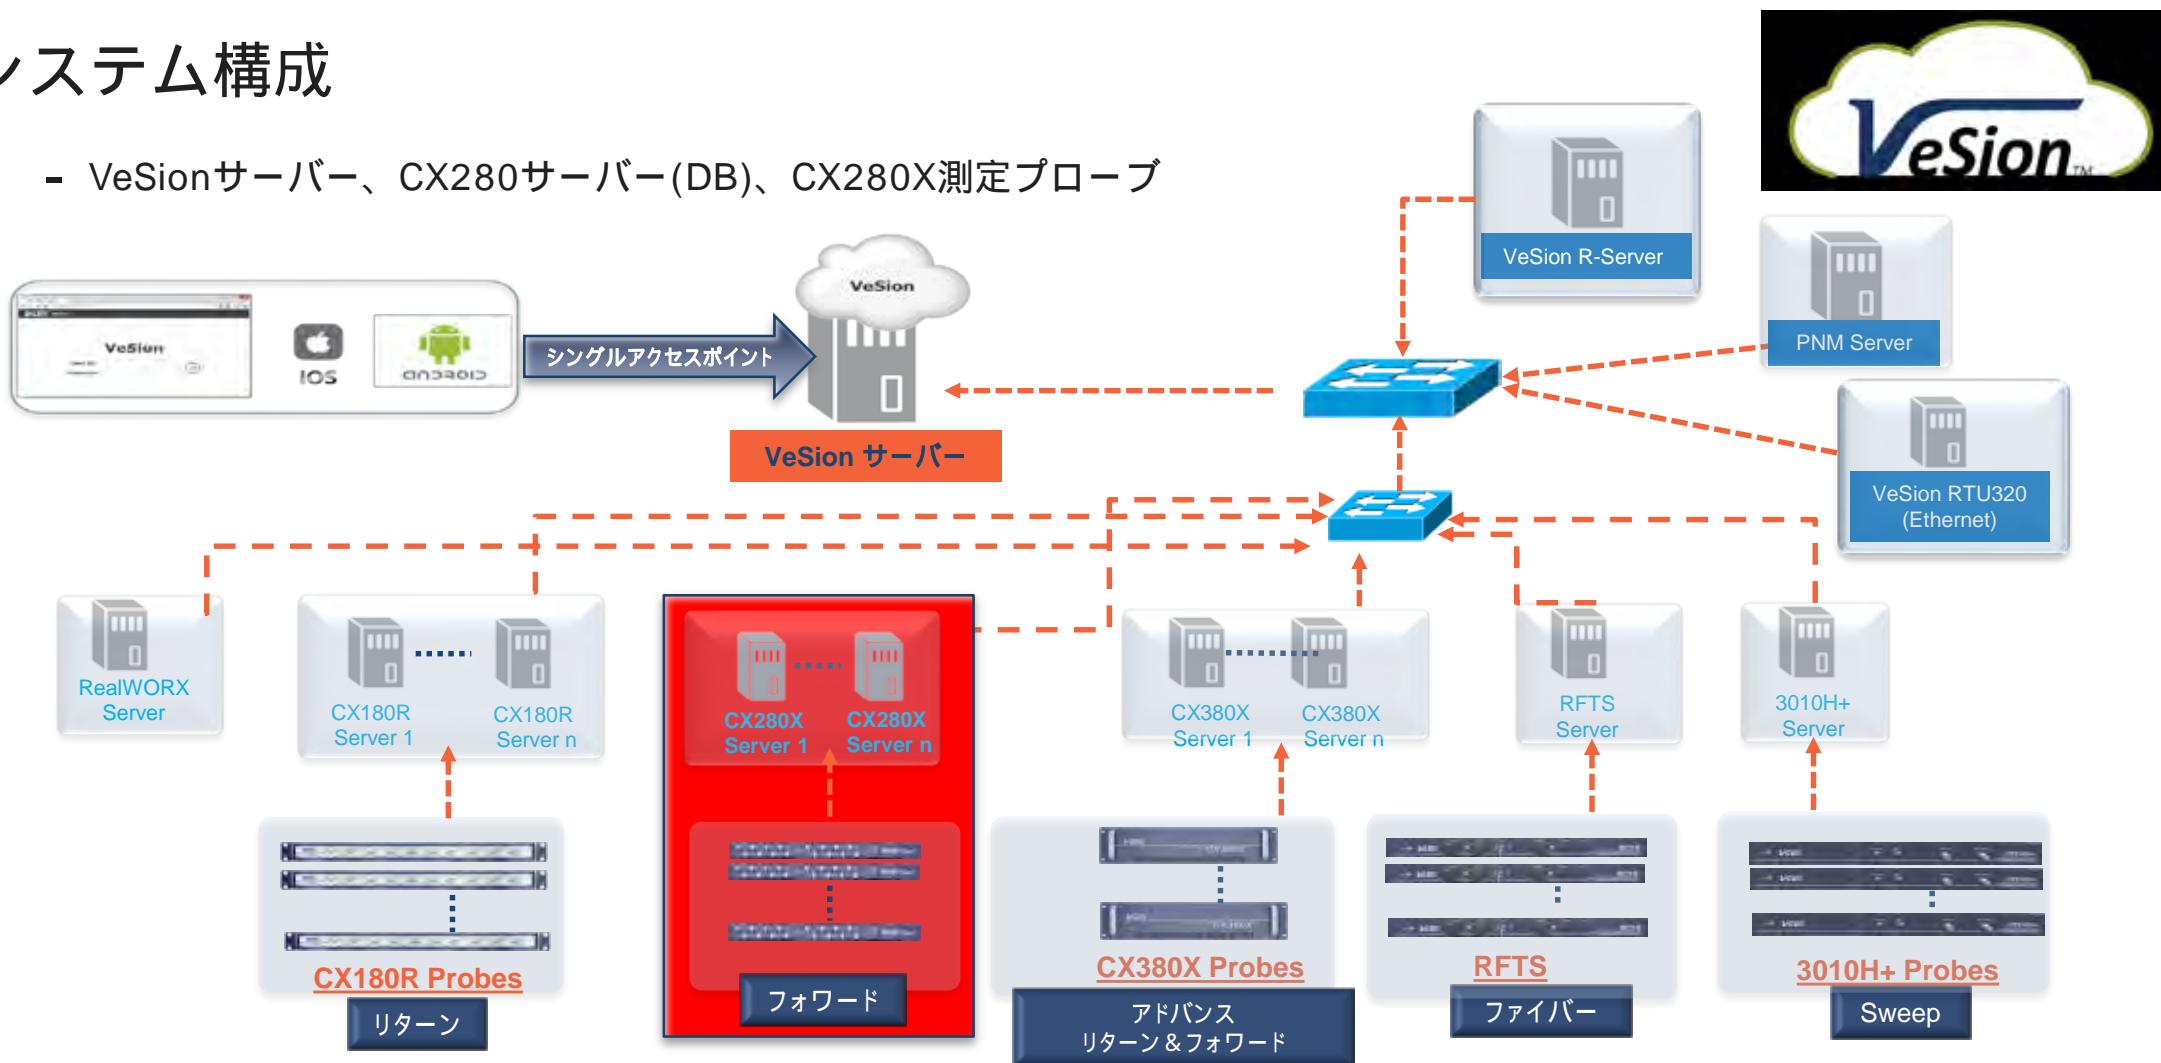 ンステム構成
- VeSionサーバー、CX280サーバー(DB)、CX280X測定プローブ
VeSion™
VeSion R-Server
PNM Server
VeSion RTU320
(Ethernet)
VeSion
VeSion
IOS
ANDROID
シングルアクセスポイント
VeSion サーバー
RealWORX
Server
CX180R
Server 1
CX180R
Server n
CX280X
Server 1
CX280X
Server n
CX380X
Server 1
CX380X
Server n
RFTS
Server
3010H+
Server
CX180R Probes
リターン
フォワード
CX380X Probes
アドバンス
リターン＆フォワード
RFTS
ファイバー
3010H+ Probes
Sweep